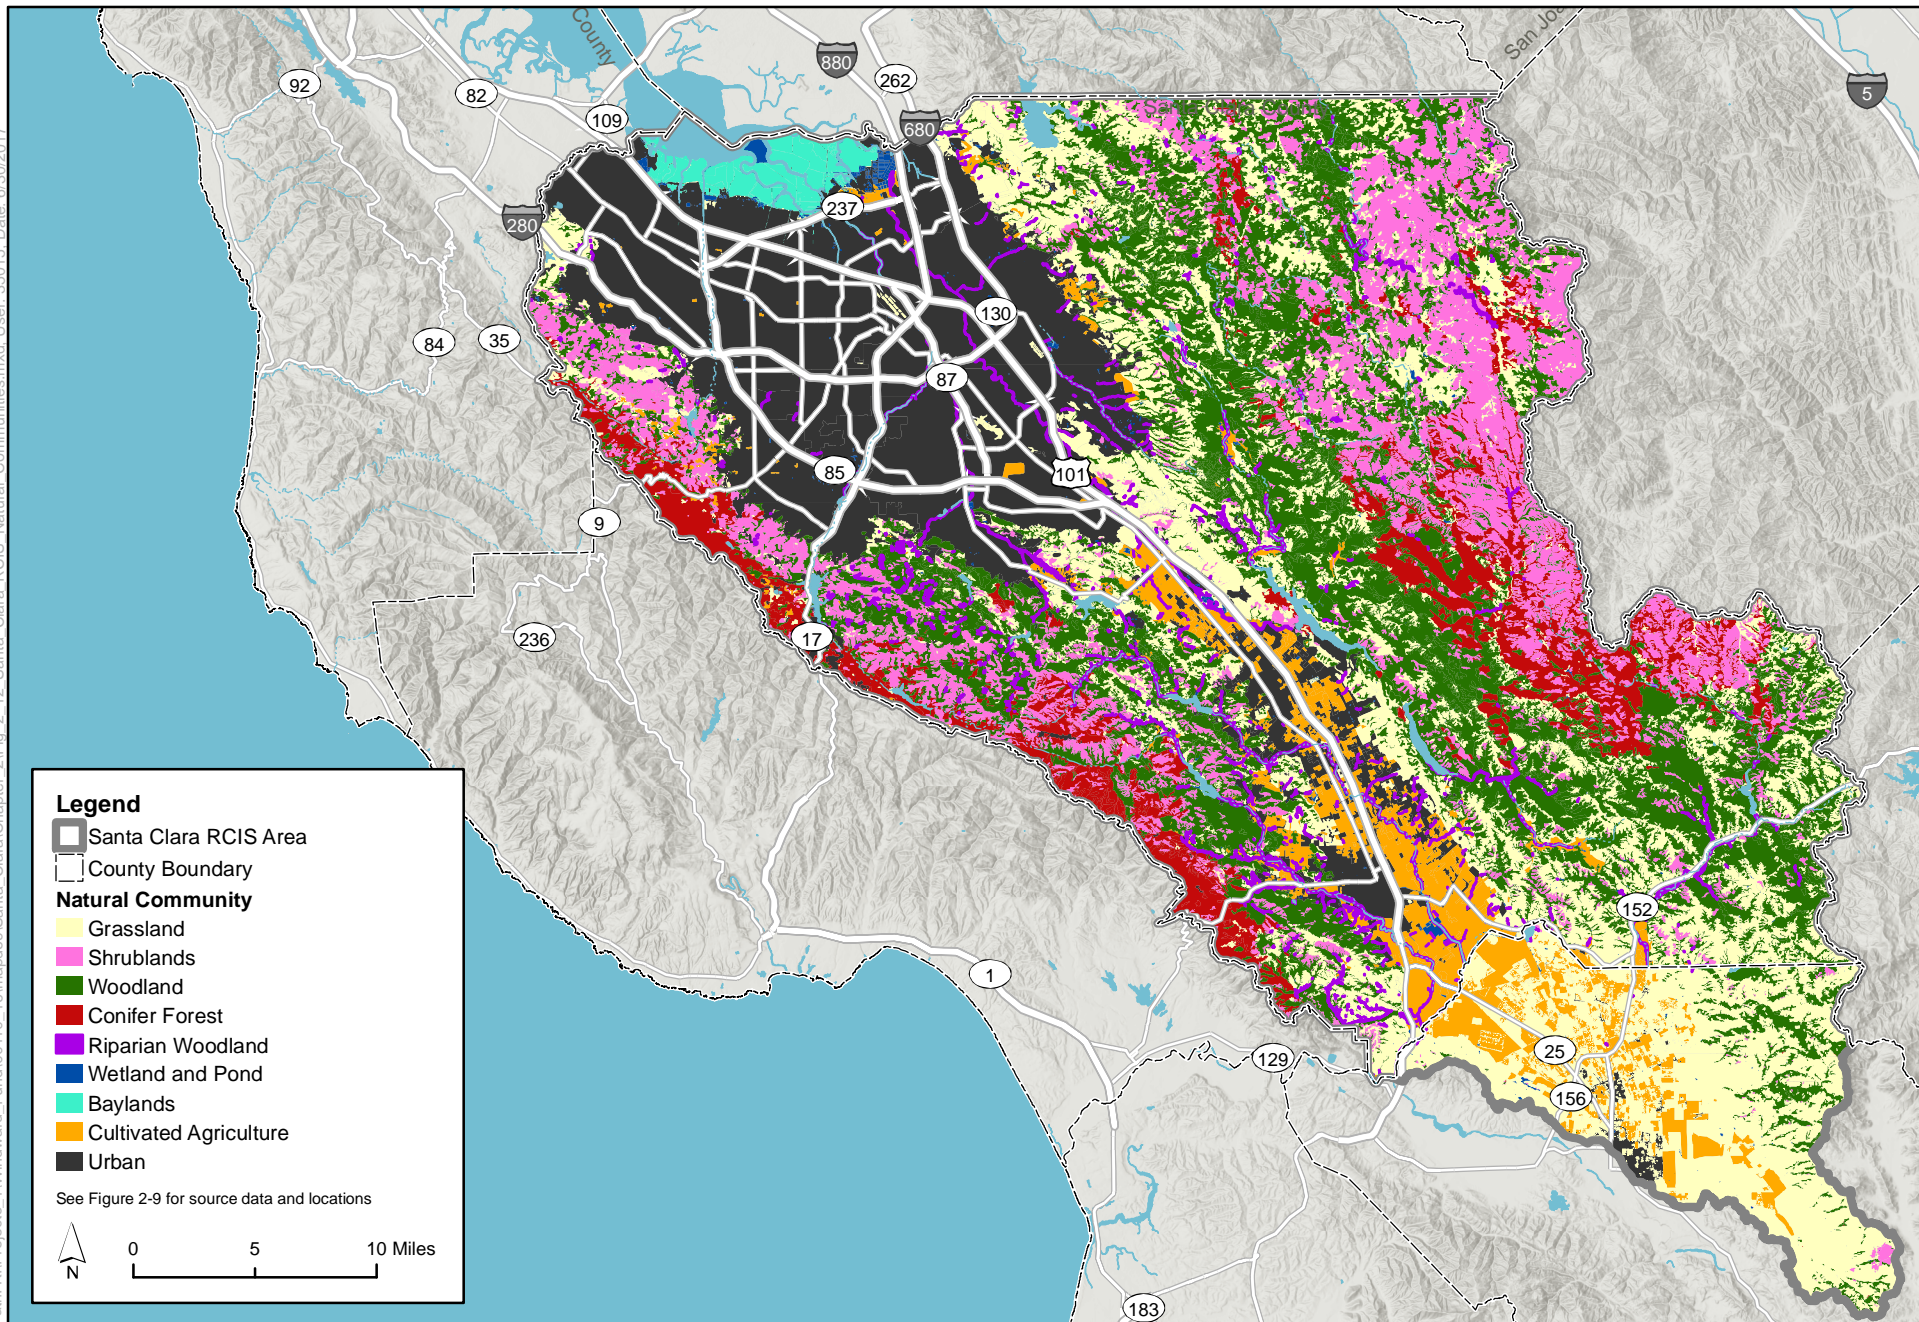 County
San Joa
880
262
92
82
109
680
5
237
280
130
84
35
87
85
101
9
236
17
152
1
25
129
156
183
Legend
Santa Clara RCIS Area
County Boundary
Natural Community
Grassland
Shrublands
Woodland
Conifer Forest
Riparian Woodland
Wetland and Pond
Baylands
Cultivated Agriculture
Urban
See Figure 2-9 for source data and locations
N
0 5 10 Miles